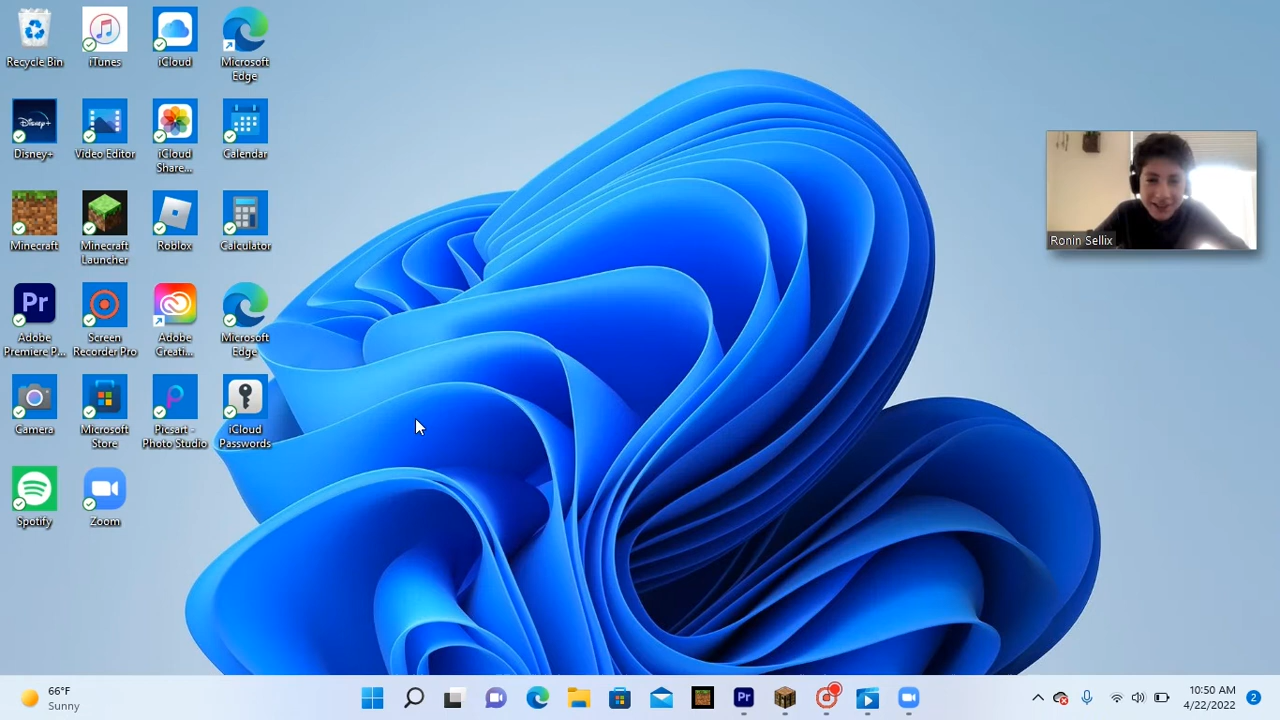 Recycle Bin
iTunes
iCloud
Microsoft
Edge
Disney+
Disney+
Video Editor
iCloud
Share...
Calendar
Minecraft
Minecraft
Launcher
Roblox
Calculator
Pr
Adobe
Premiere P...
Screen
Recorder Pro
Adobe
Creati...
Microsoft
Edge
Camera
Microsoft
Store
Picsart -
Photo Studio
iCloud
Passwords
Spotify
Zoom
Ronin Sellix
66°F
Sunny
Pr
10:50 AM
4/22/2022
2